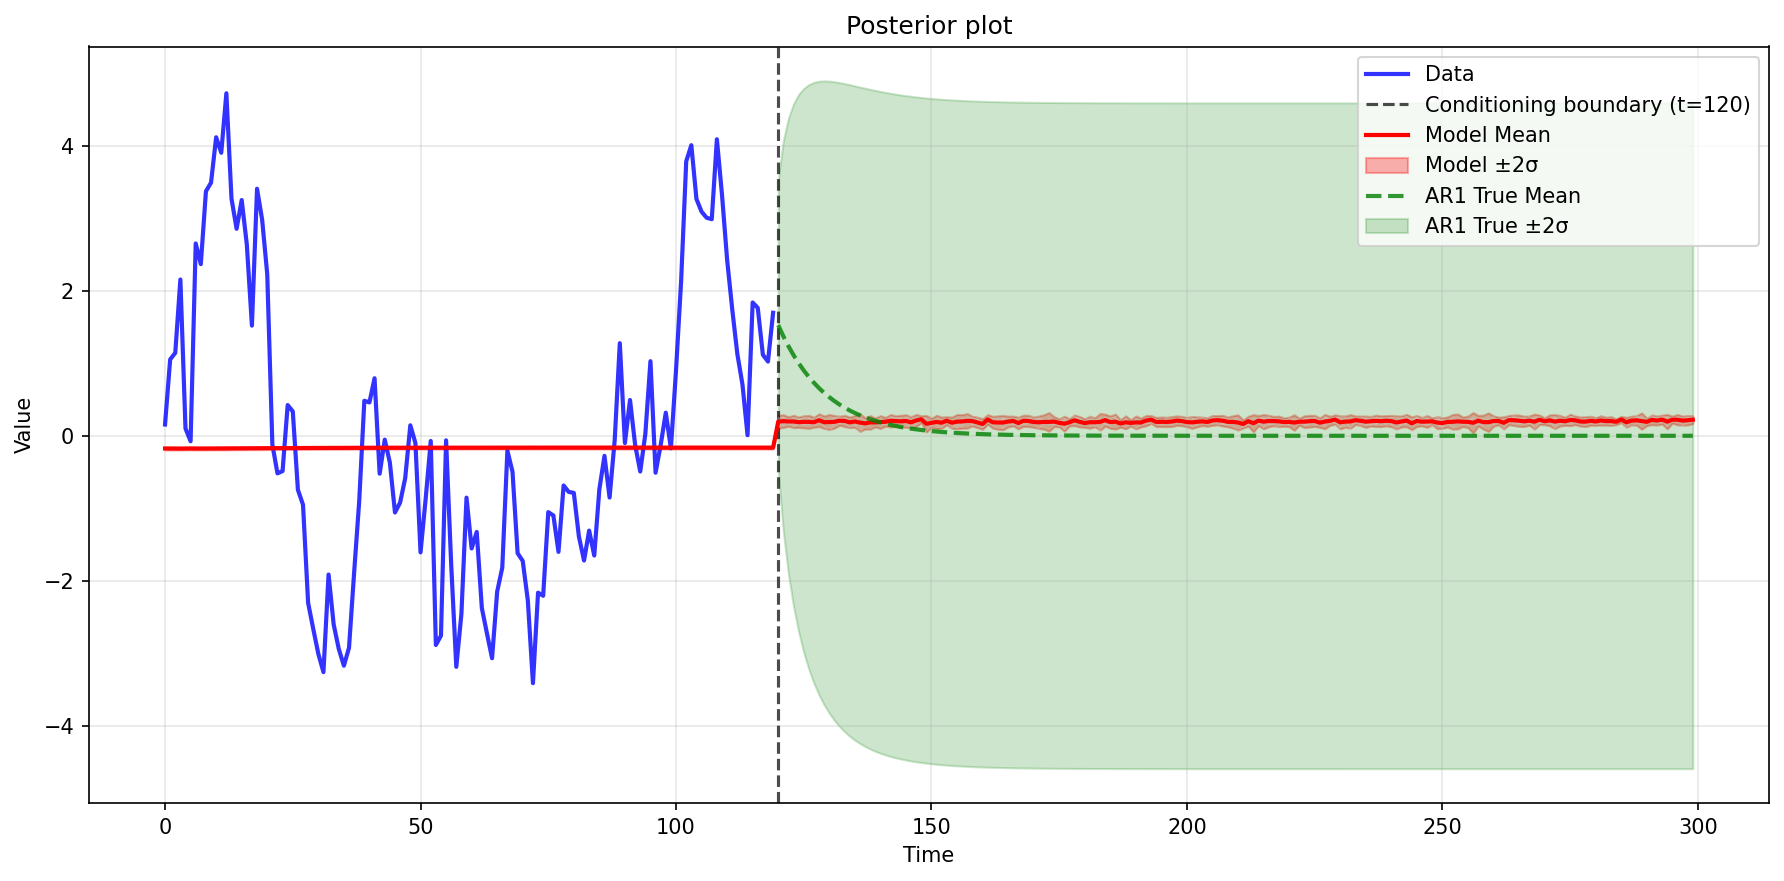 Posterior plot
Data
Conditioning boundary (t=120)
Model Mean
Model ±2σ
AR1 True Mean
AR1 True ±2σ
Value
4
2
0
−2
−4
0 50 100 150 200 250 300
Time